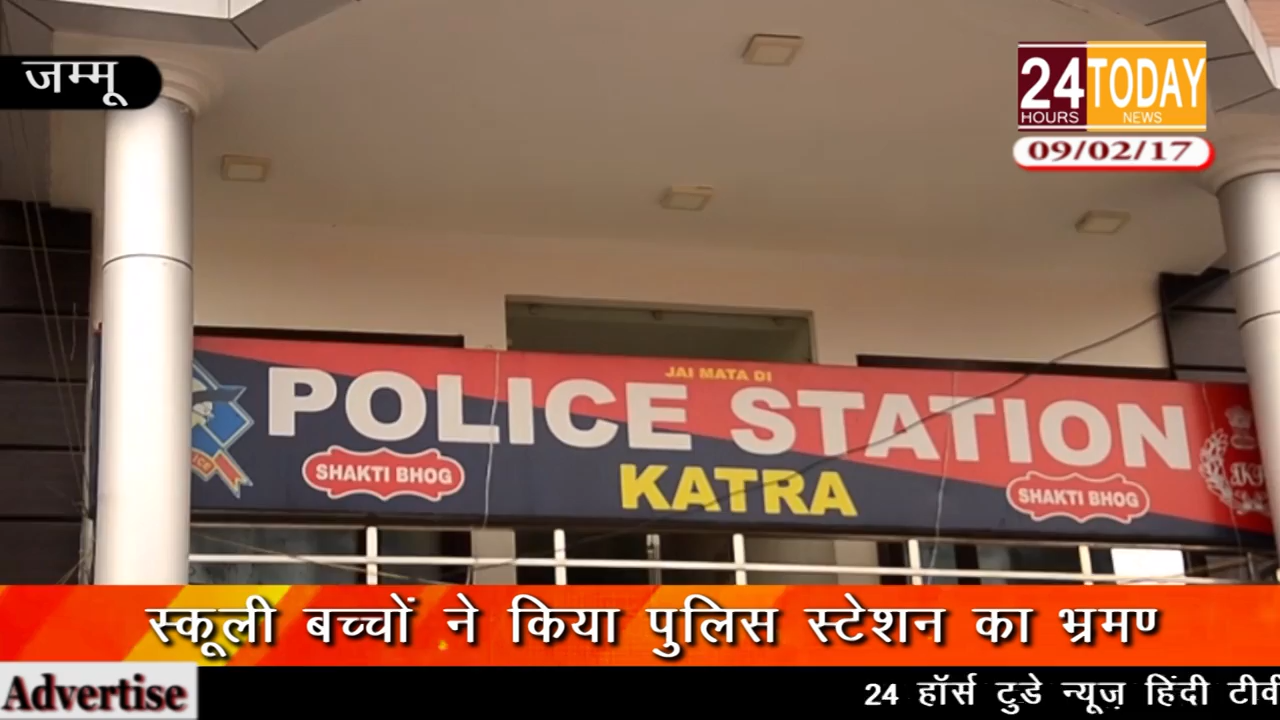 जम्मू
24 TODAY
HOURS NEWS
09/02/17
JAI MATA DI
POLICE STATION
SHAKTI BHOG
KATRA
SHAKTI BHOG
स्कूली बच्चों ने किया पुलिस स्टेशन का भ्रमण
Advertise
24 हॉर्स टुडे न्यूज़ हिंदी टीवी